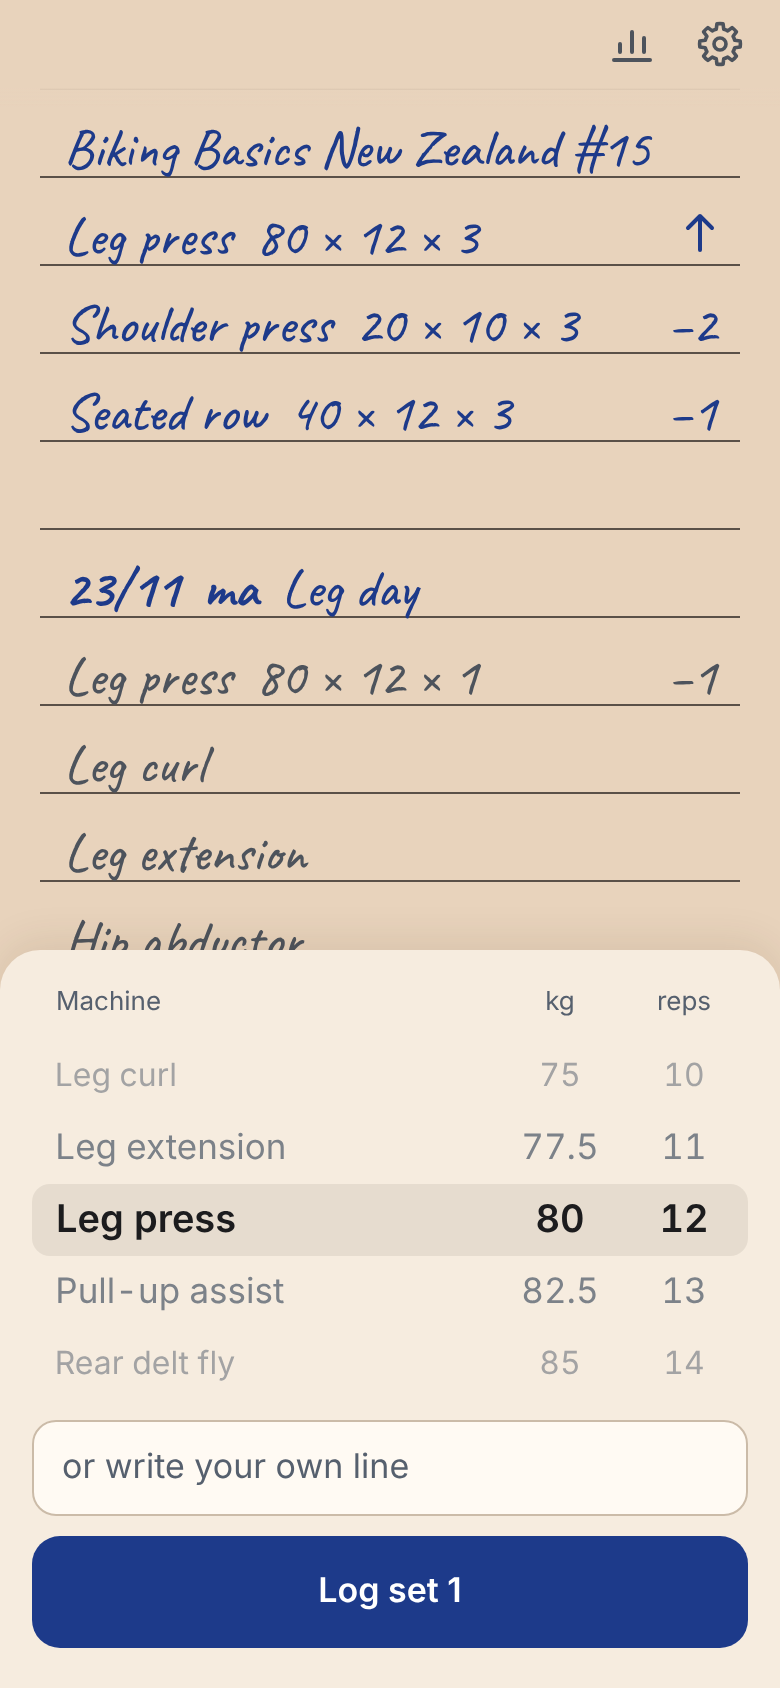 Biking Basics New Zealand #15
Leg press 80 × 12 × 3 ↑
Shoulder press 20 × 10 × 3 –2
Seated row 40 × 12 × 3 –1
23/11 ma Leg day
Leg press 80 × 12 × 1 –1
Leg curl
Leg extension
Hip abductor
Machine kg reps
Leg curl 75 10
Leg extension 77.5 11
Leg press 80 12
Pull-up assist 82.5 13
Rear delt fly 85 14
or write your own line
Log set 1